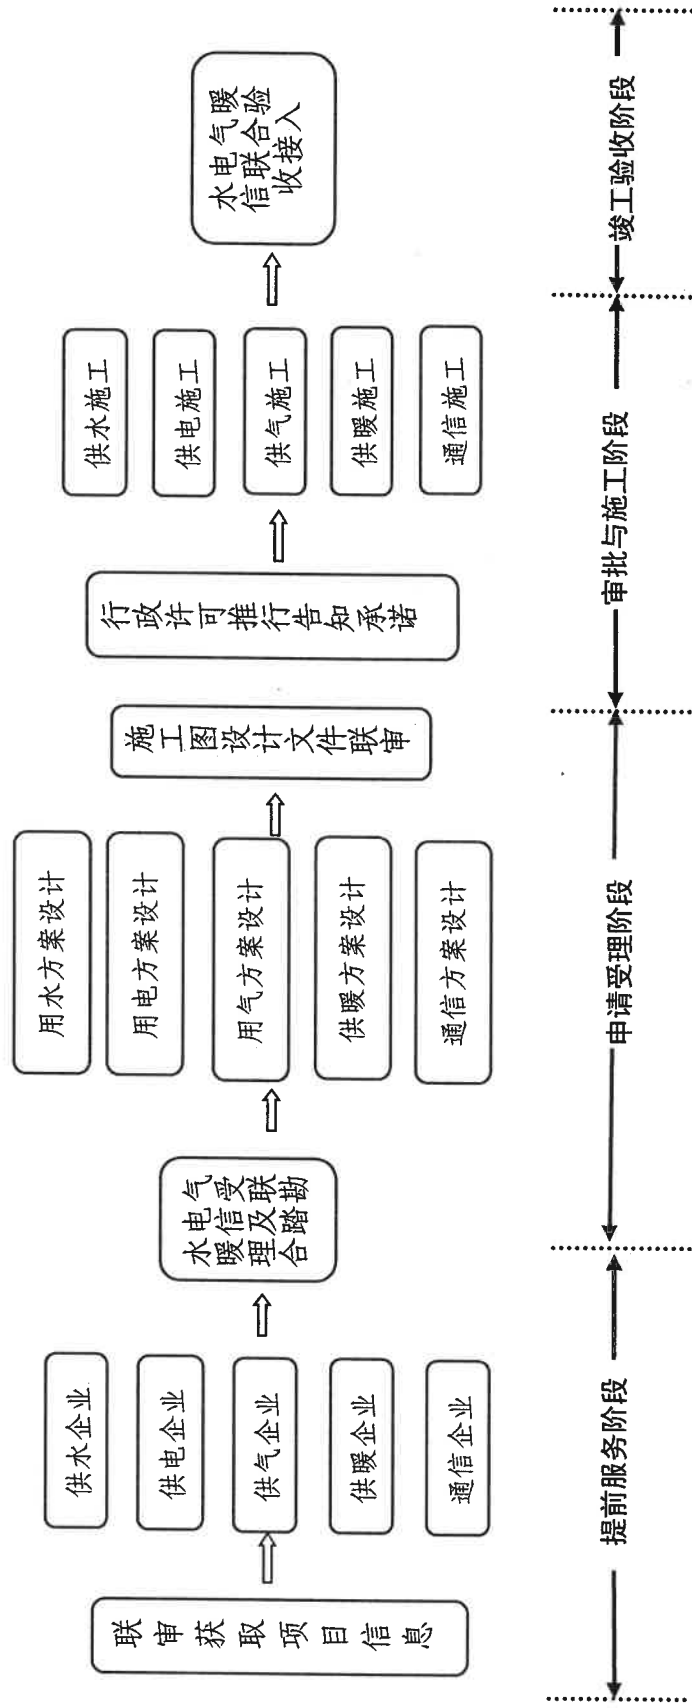 联审获取项目信息
供水企业
供电企业
供气企业
供暖企业
通信企业
水电气
暖信受
理及联
合踏勘
用水方案设计
用电方案设计
用气方案设计
供暖方案设计
通信方案设计
施工图设计文件联审
行政许可推行告知承诺
供水施工
供电施工
供气施工
供暖施工
通信施工
水电气暖
信联合验
收接入
提前服务阶段
申请受理阶段
审批与施工阶段
竣工验收阶段